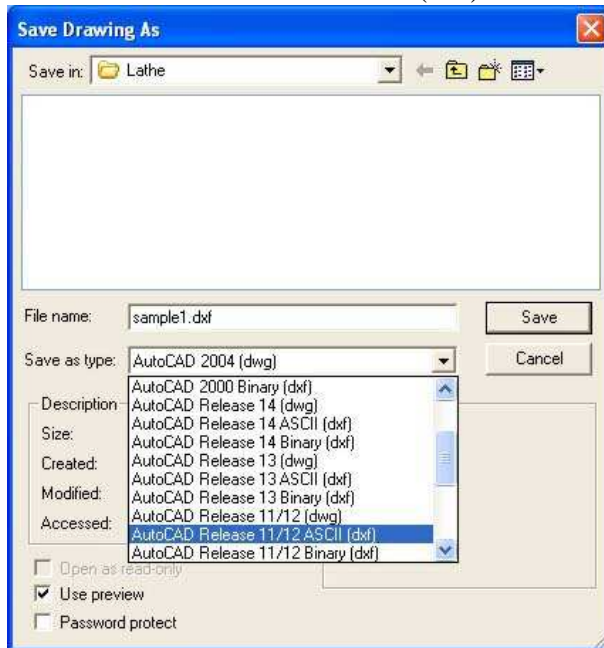 Save Drawing As
Save in: Lathe
File name: sample1.dxf Save
Save as type: AutoCAD 2004 (dwg) Cancel
AutoCAD 2000 Binary (dxf)
Description AutoCAD Release 14 (dwg)
AutoCAD Release 14 ASCII (dxf)
Size: AutoCAD Release 14 Binary (dxf)
Created: AutoCAD Release 13 (dwg)
AutoCAD Release 13 ASCII (dxf)
Modified: AutoCAD Release 13 Binary (dxf)
AutoCAD Release 11/12 (dwg)
Accessed: AutoCAD Release 11/12 ASCII (dxf)
AutoCAD Release 11/12 Binary (dxf)
Open as read-only
Use preview
Password protect